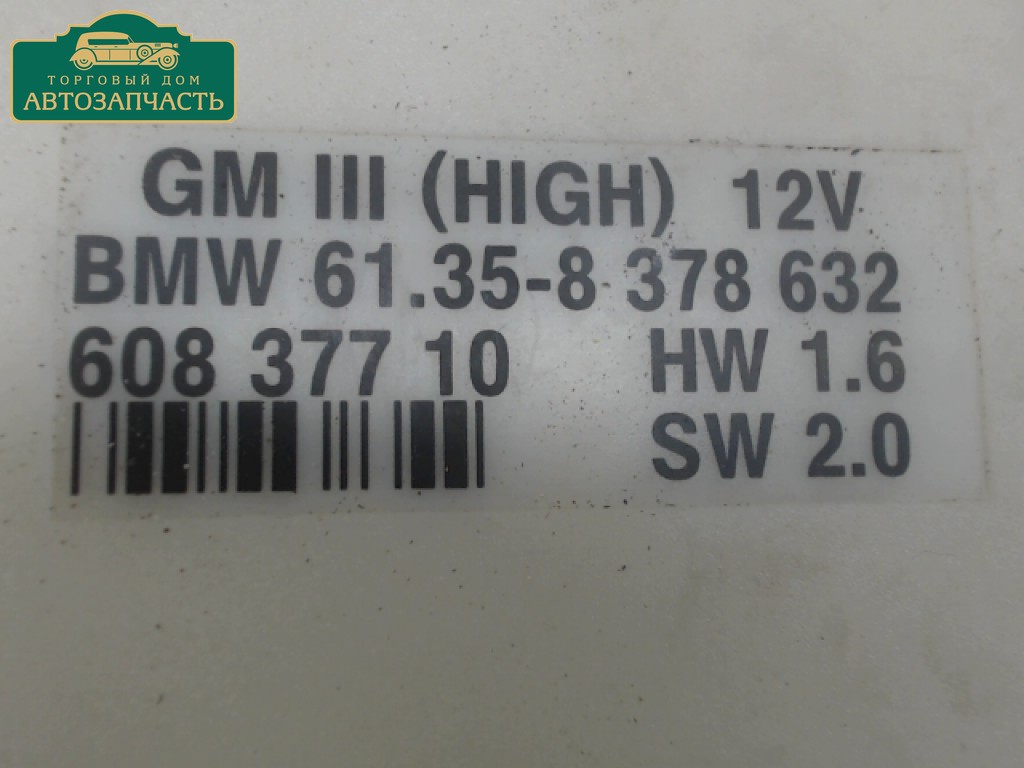 ТОРГОВЫЙ ДОМ
АВТОЗАПЧАСТЬ
GM III (HIGH) 12V
BMW 61.35-8 378 632
608 377 10 HW 1.6
SW 2.0